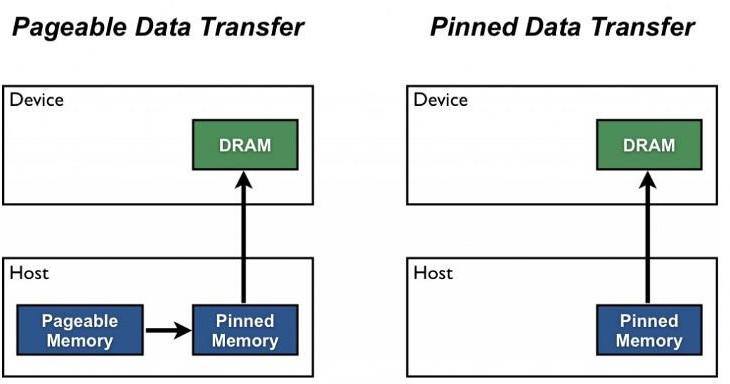 Pageable Data Transfer
Device
DRAM
Host
Pageable
Memory
Pinned
Memory
Pinned Data Transfer
Device
DRAM
Host
Pinned
Memory